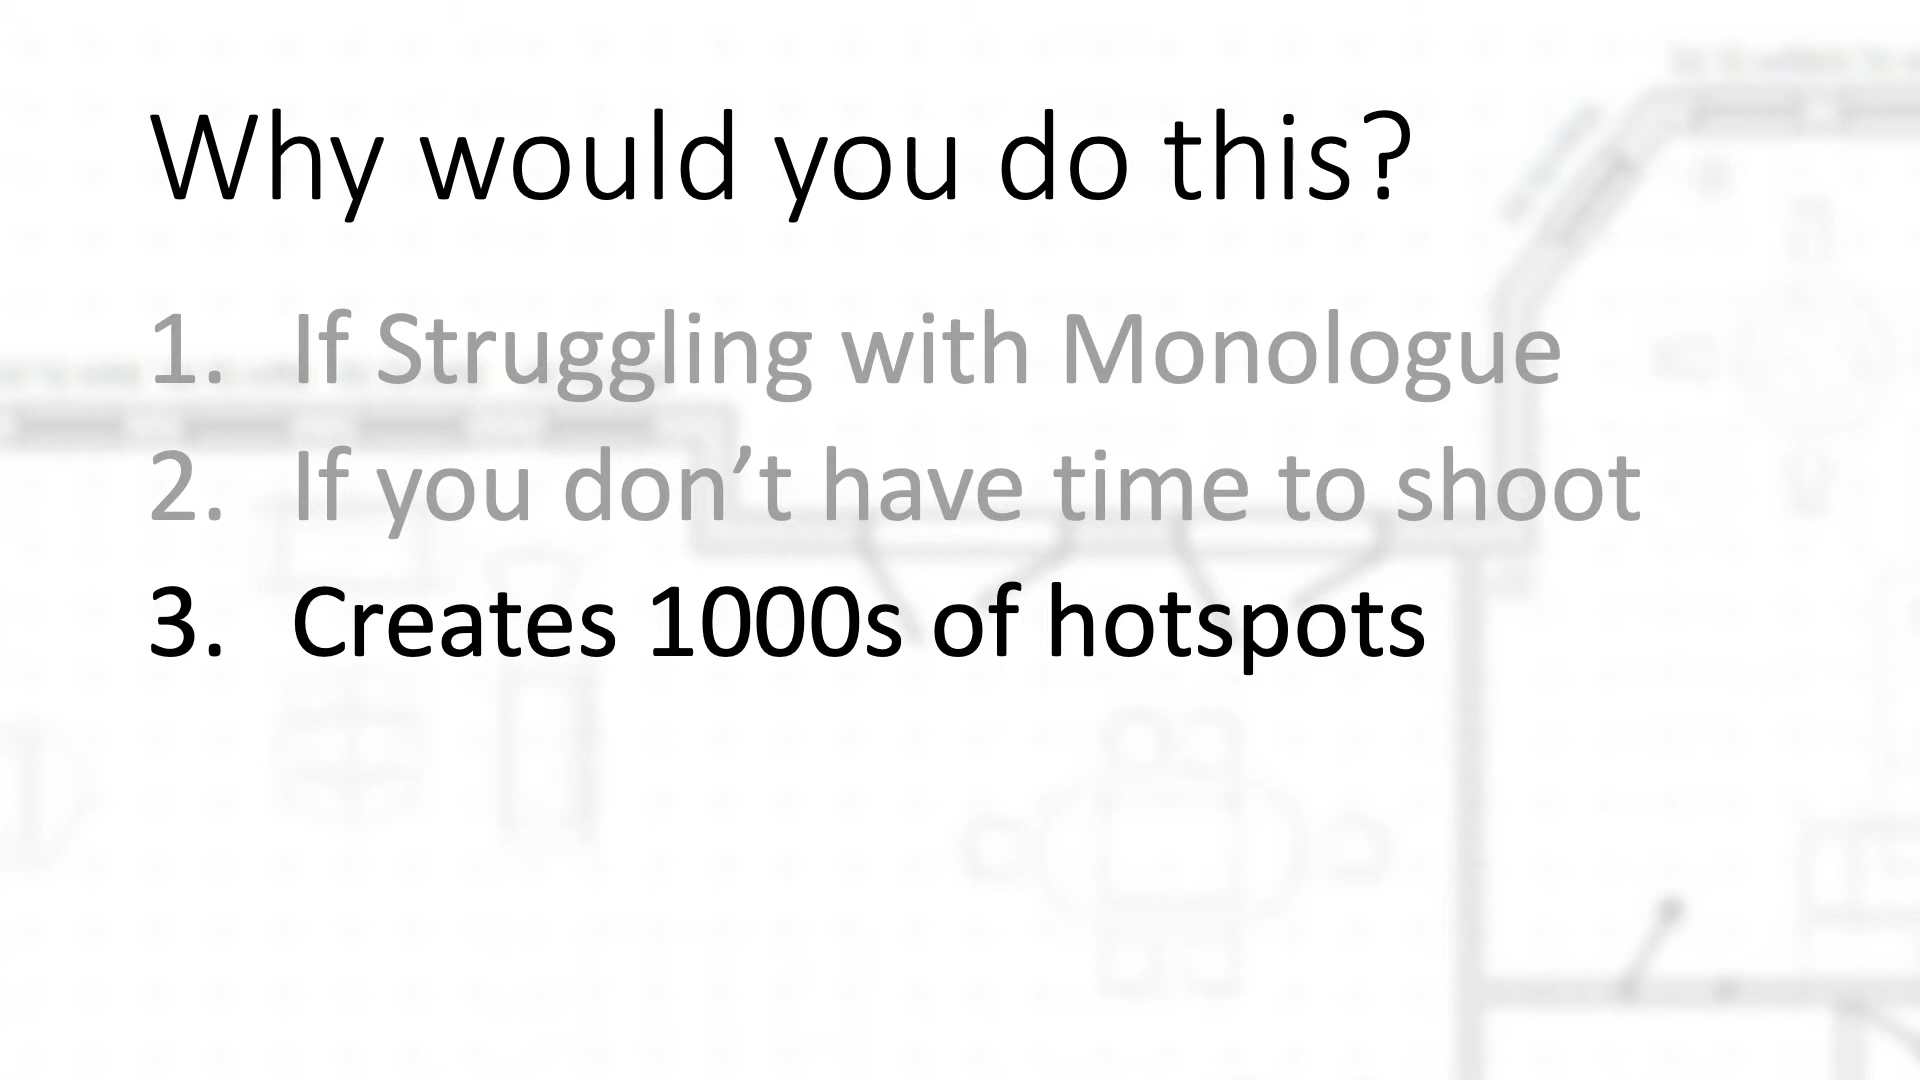 Why would you do this?
1. If Struggling with Monologue
2. If you don’t have time to shoot
3. Creates 1000s of hotspots